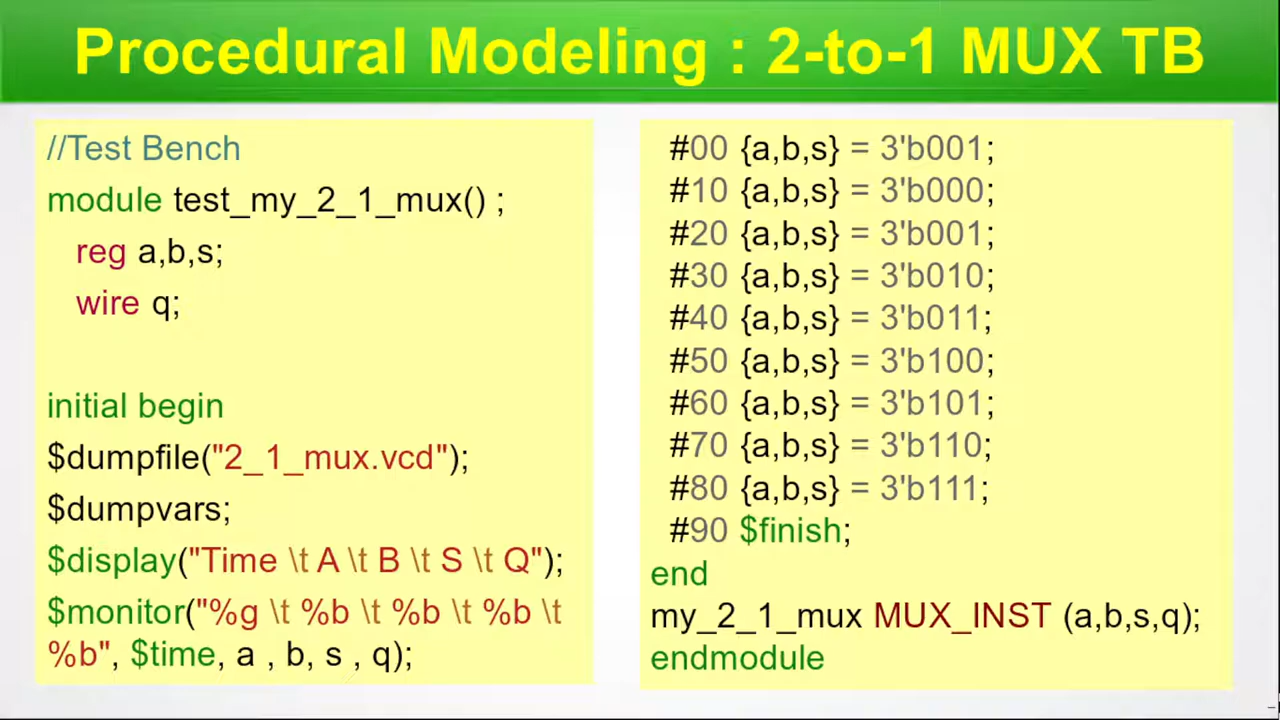 Procedural Modeling : 2-to-1 MUX TB
//Test Bench
module test_my_2_1_mux() ;
reg a,b,s;
wire q;
initial begin
$dumpfile("2_1_mux.vcd");
$dumpvars;
$display("Time \t A \t B \t S \t Q");
$monitor("%g \t %b \t %b \t %b \t
%b", $time, a , b, s , q);
#00 {a,b,s} = 3'b001;
#10 {a,b,s} = 3'b000;
#20 {a,b,s} = 3'b001;
#30 {a,b,s} = 3'b010;
#40 {a,b,s} = 3'b011;
#50 {a,b,s} = 3'b100;
#60 {a,b,s} = 3'b101;
#70 {a,b,s} = 3'b110;
#80 {a,b,s} = 3'b111;
#90 $finish;
end
my_2_1_mux MUX_INST (a,b,s,q);
endmodule